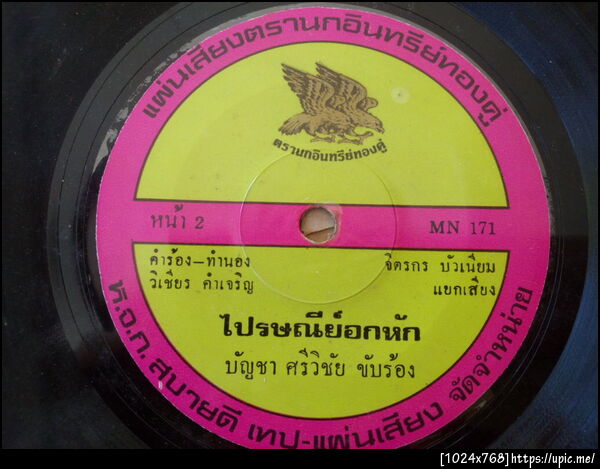 แผ่นเสียงตรานกอินทรีย์ทองคู่
ตรานกอินทรีย์ทองคู่
หน้า 2
MN 171
คำร้อง-ทำนอง
วิเชียร คำเจริญ
จิตรกร บัวเนียม
แยกเสียง
ไปรษณีย์อกหัก
บัญชา ศรีวิชัย ขับร้อง
ห.จ.ก. สบายดี เทป-แผ่นเสียง จัดจำหน่าย
[1024x768]https://upic.me/